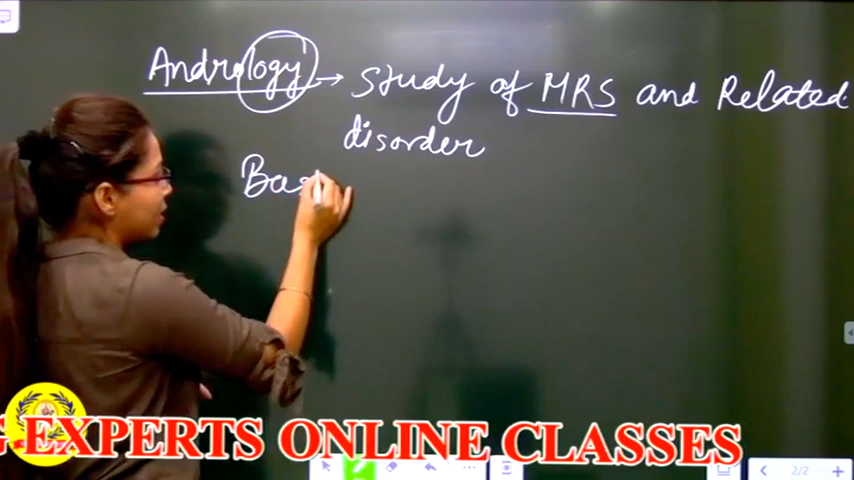 Andrology → Study of MRS and Related
disorder
Bas
G EXPERTS ONLINE CLASSES
2/2